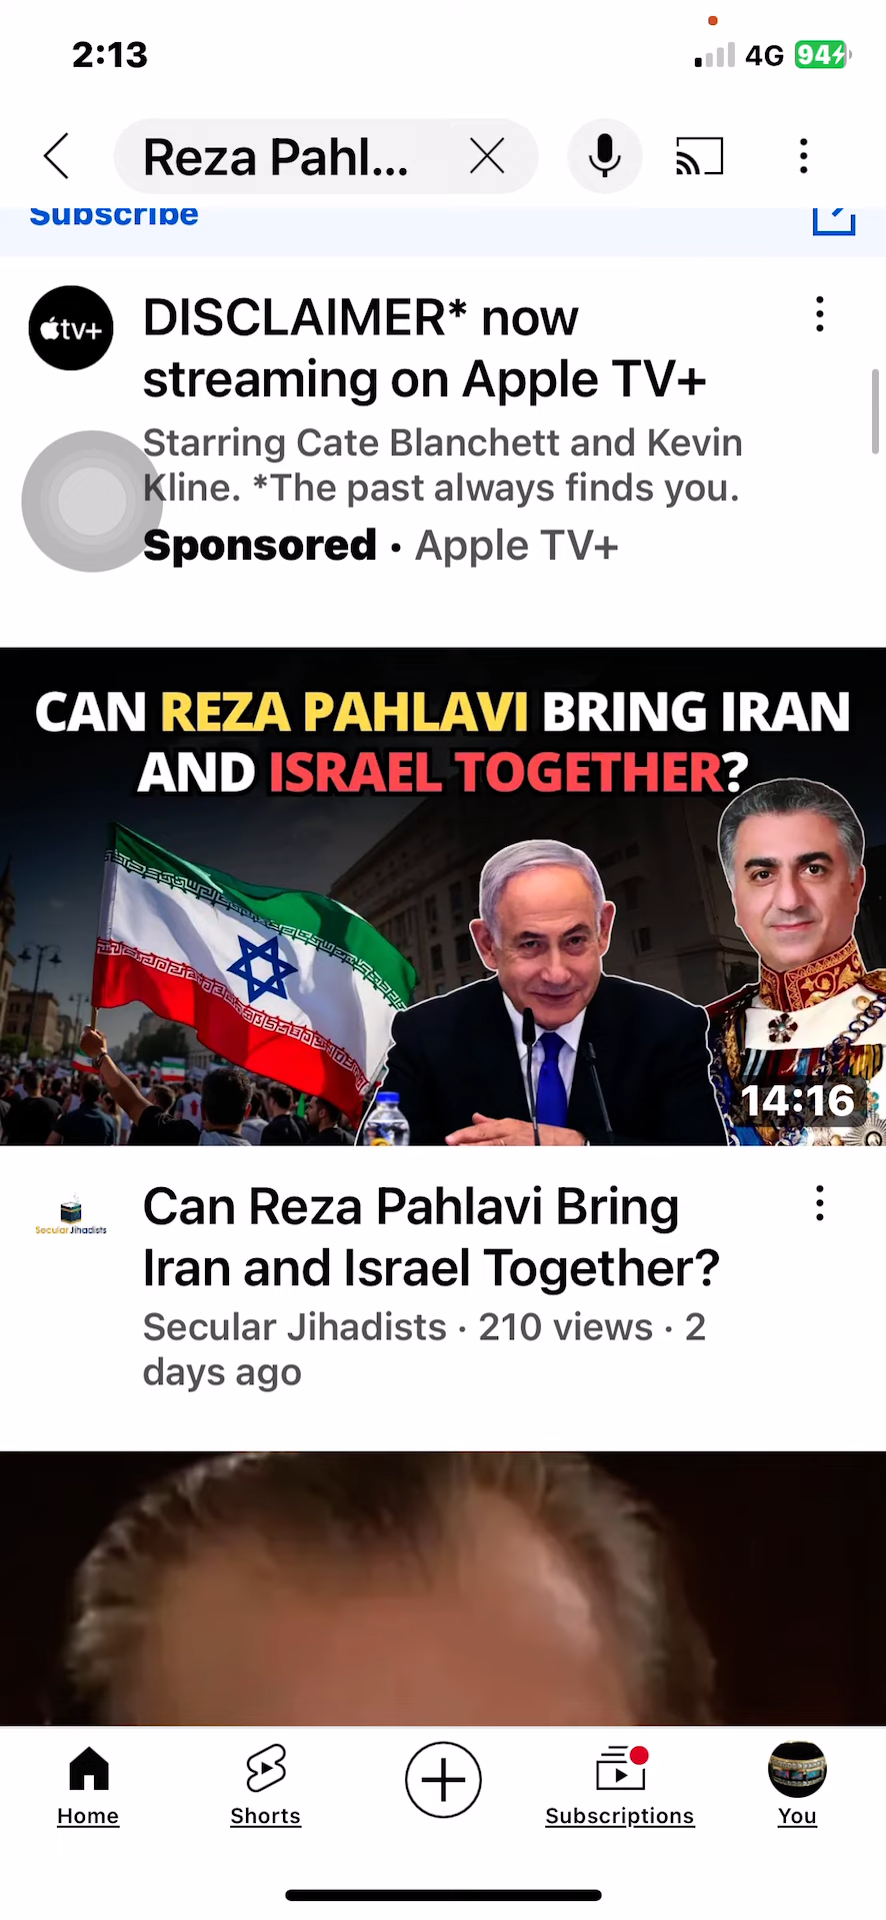 2:13
4G 94
Reza Pahl...
Subscribe
tv+
DISCLAIMER* now
streaming on Apple TV+
Starring Cate Blanchett and Kevin
Kline. *The past always finds you.
Sponsored · Apple TV+
CAN REZA PAHLAVI BRING IRAN
AND ISRAEL TOGETHER?
14:16
Secular Jihadists
Can Reza Pahlavi Bring
Iran and Israel Together?
Secular Jihadists · 210 views · 2
days ago
Home
Shorts
Subscriptions
You